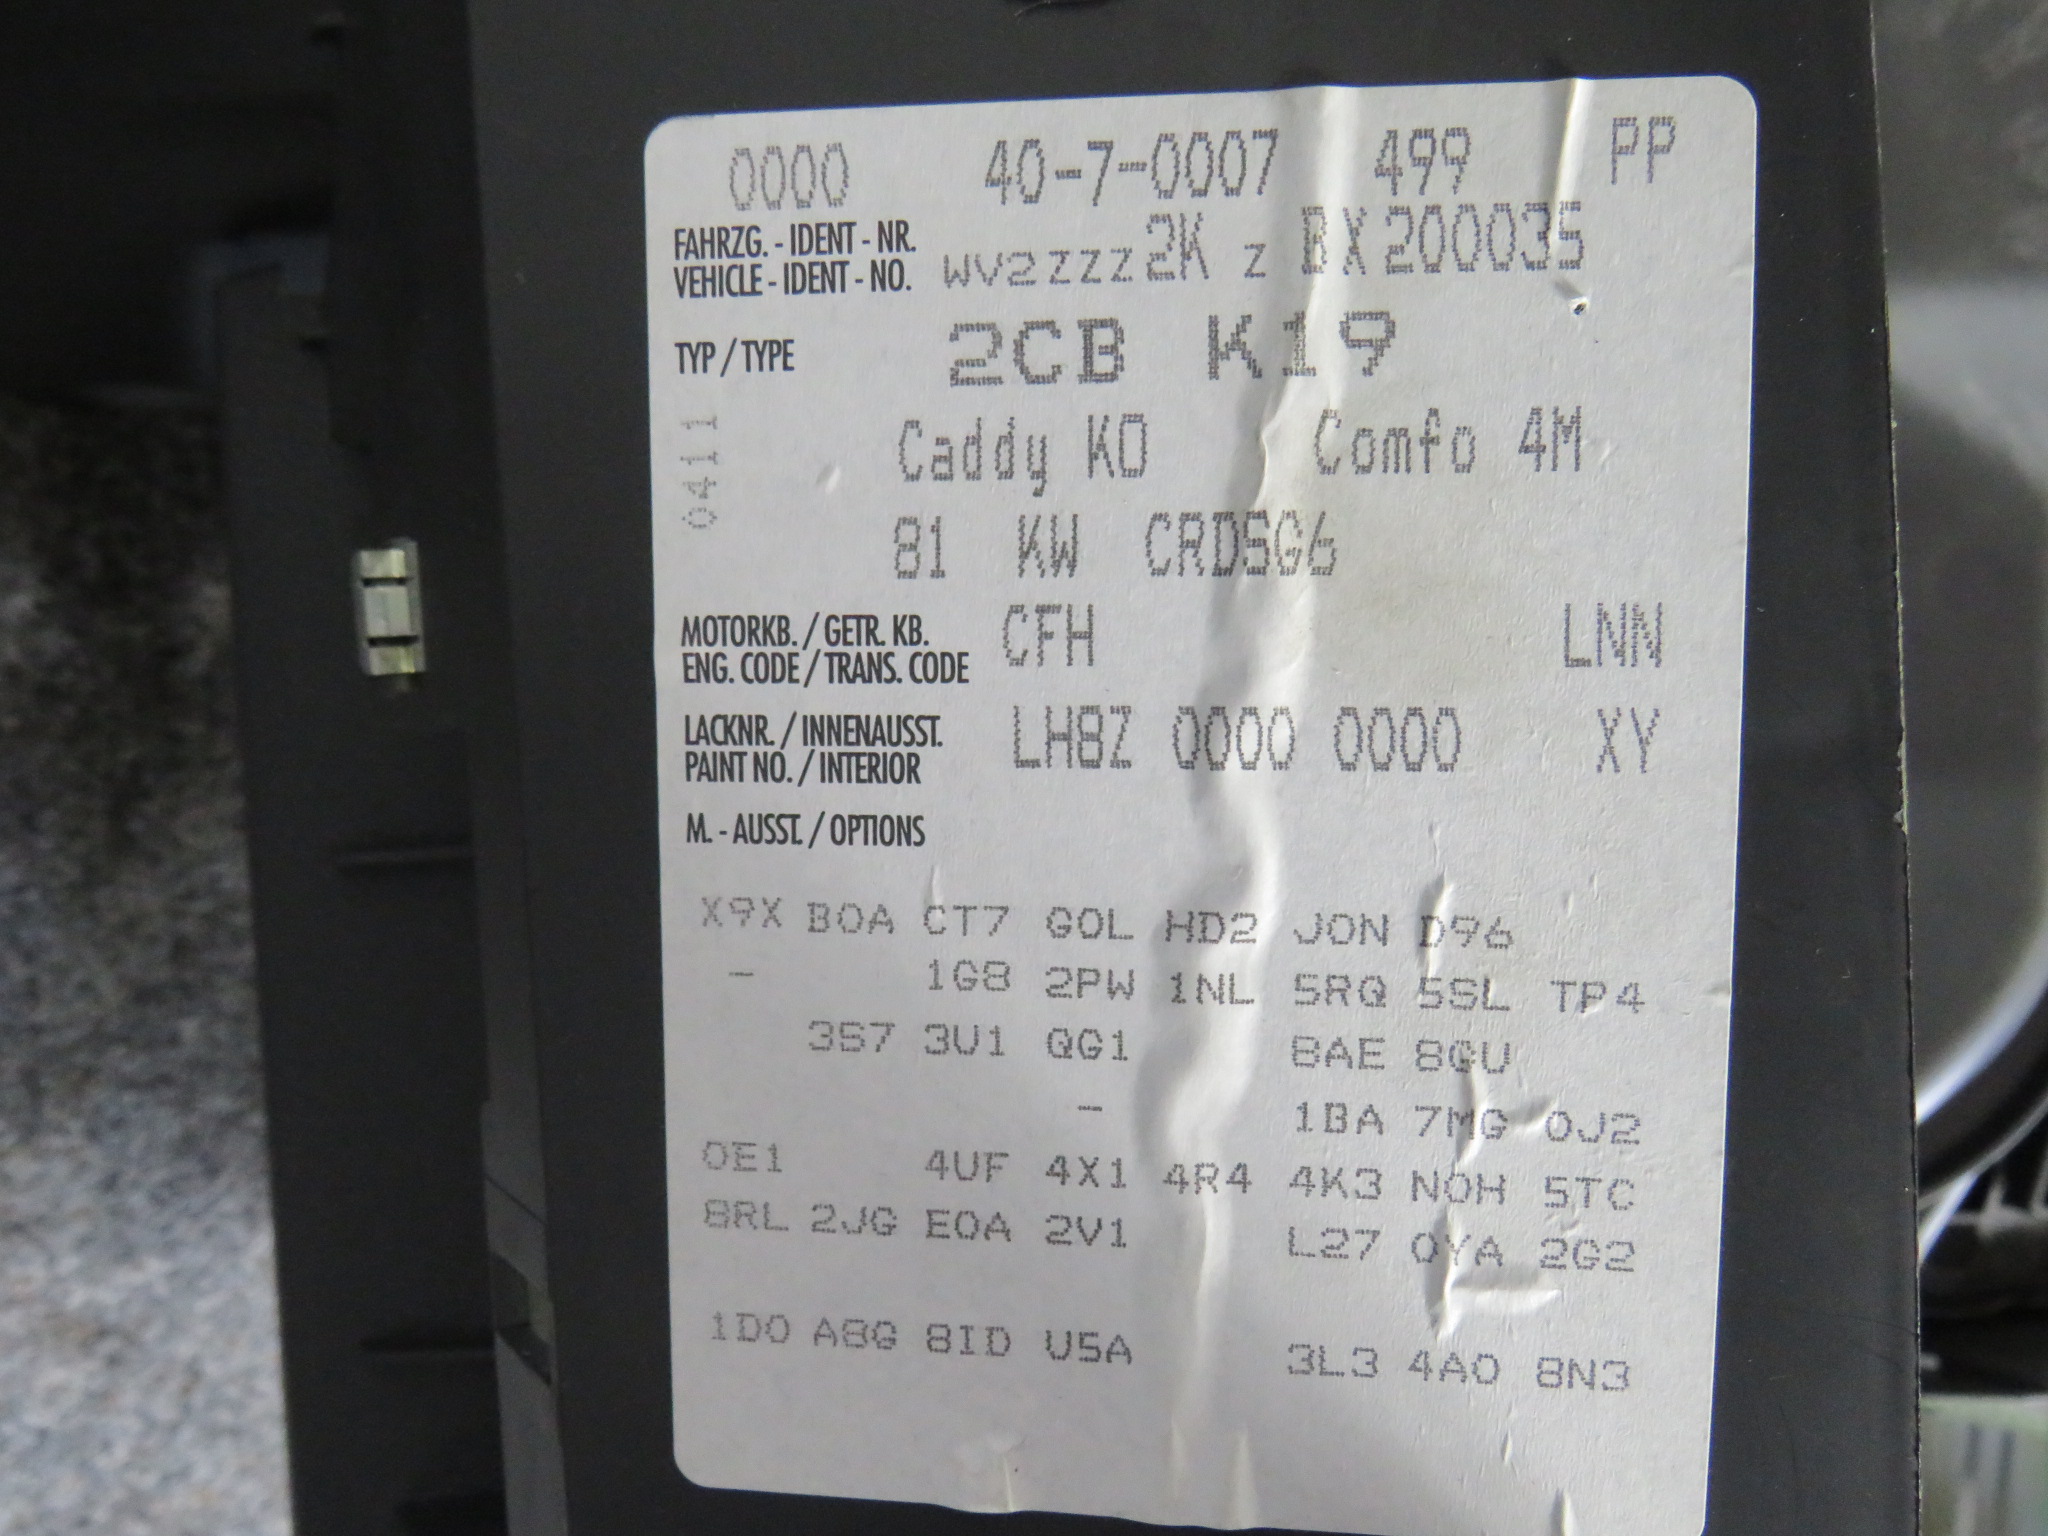 0000 40-7-0007 499 PP
FAHRZG. - IDENT - NR.
VEHICLE - IDENT - NO. WV2ZZZ2K Z BX200035
TYP / TYPE 2CB K19
0411
Caddy KO Comfo 4M
81 KW CRDSG6
MOTORKB. / GETR. KB. CFH LNN
ENG. CODE / TRANS. CODE
LACKNR. / INNENAUSST. LH8Z 0000 0000 XY
PAINT NO. / INTERIOR
M. - AUSST. / OPTIONS
X9X B0A CT7 G0L HD2 J0N D96
- 1G8 2PW 1NL 5RQ 5SL TP4
3S7 3U1 QG1 8AE 8GU
- 1BA 7MG 0J2
0E1 4UF 4X1 4R4 4K3 N0H 5TC
8RL 2JG E0A 2V1 L27 0YA 2G2
1D0 A8G 8ID U5A 3L3 4A0 8N3